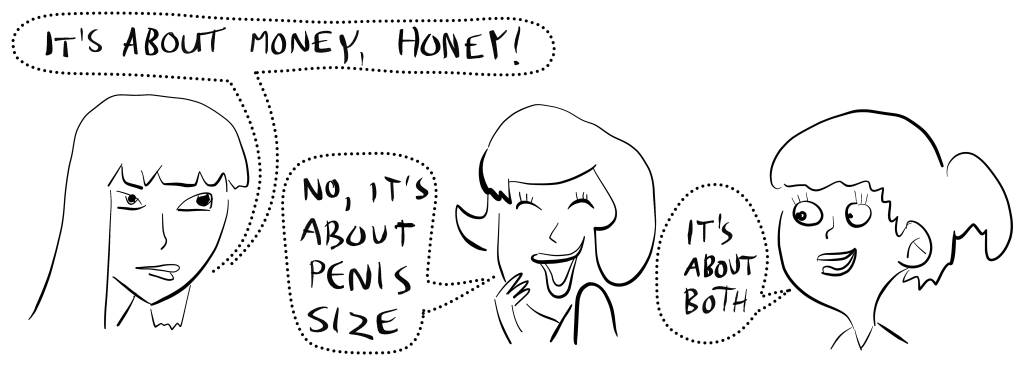 IT'S ABOUT MONEY, HONEY!
NO, IT'S
ABOUT
PENIS
SIZE
IT'S
ABOUT
BOTH